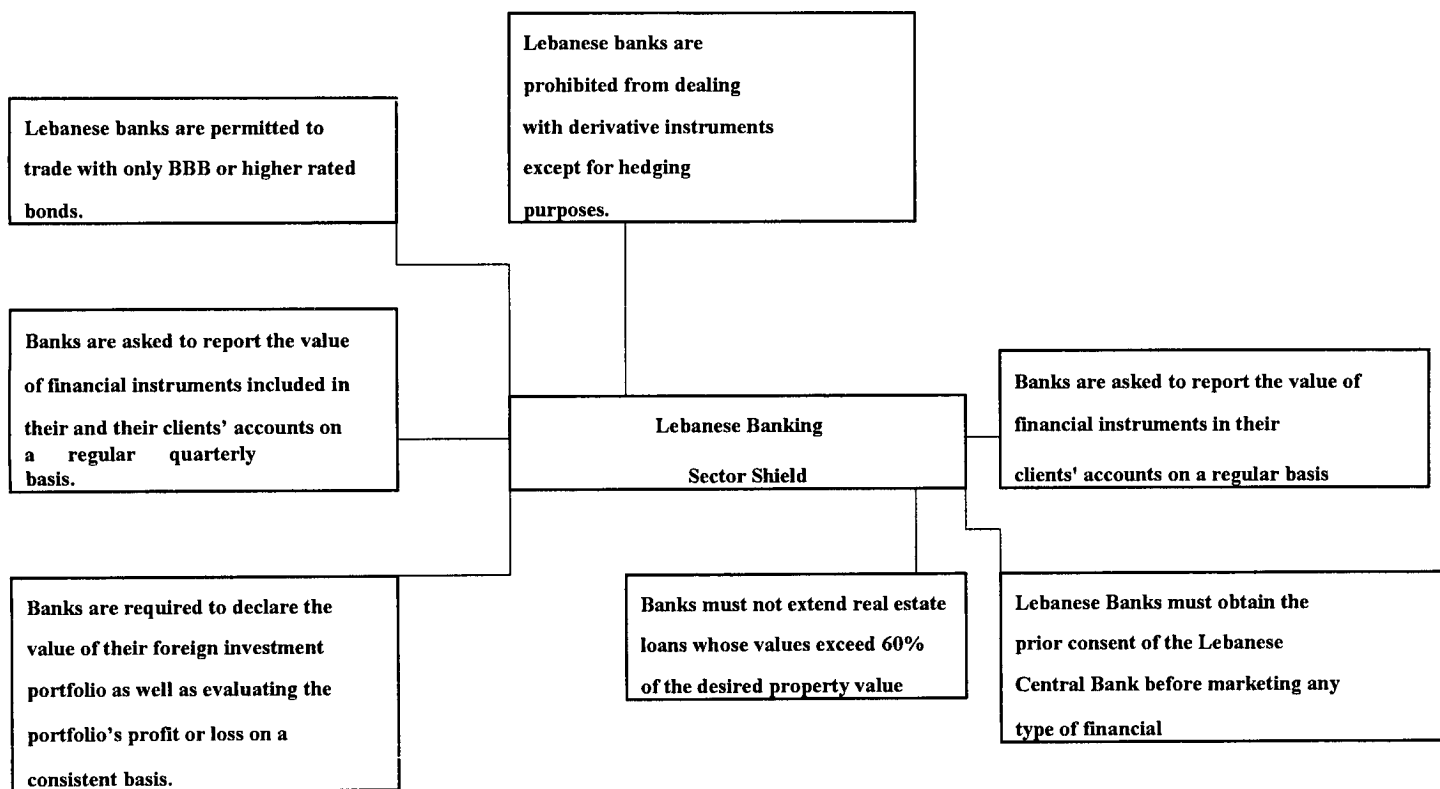 Lebanese banks are
prohibited from dealing
with derivative instruments
except for hedging
purposes.
Lebanese banks are permitted to
trade with only BBB or higher rated
bonds.
Banks are asked to report the value
of financial instruments included in
their and their clients' accounts on
a regular quarterly
basis.
Lebanese Banking
Sector Shield
Banks are asked to report the value of
financial instruments in their
clients' accounts on a regular basis
Banks are required to declare the
value of their foreign investment
portfolio as well as evaluating the
portfolio's profit or loss on a
consistent basis.
Banks must not extend real estate
loans whose values exceed 60%
of the desired property value
Lebanese Banks must obtain the
prior consent of the Lebanese
Central Bank before marketing any
type of financial